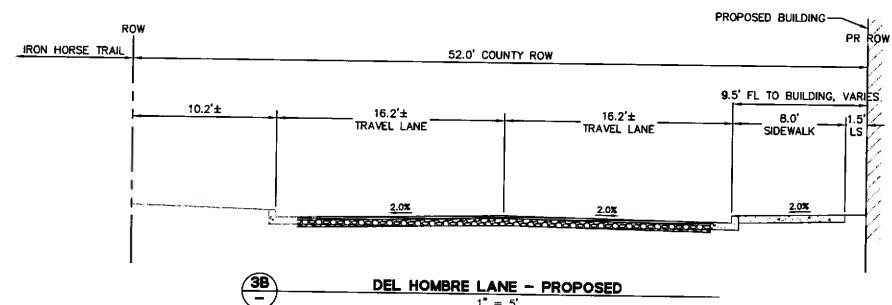 PROPOSED BUILDING
ROW
PR ROW
IRON HORSE TRAIL
52.0' COUNTY ROW
9.5' FL TO BUILDING, VARIES
10.2'±
16.2'±
TRAVEL LANE
16.2'±
TRAVEL LANE
8.0'
SIDEWALK
1.5'
LS
2.0%
2.0%
2.0%
3B
-
DEL HOMBRE LANE - PROPOSED
1" = 5'